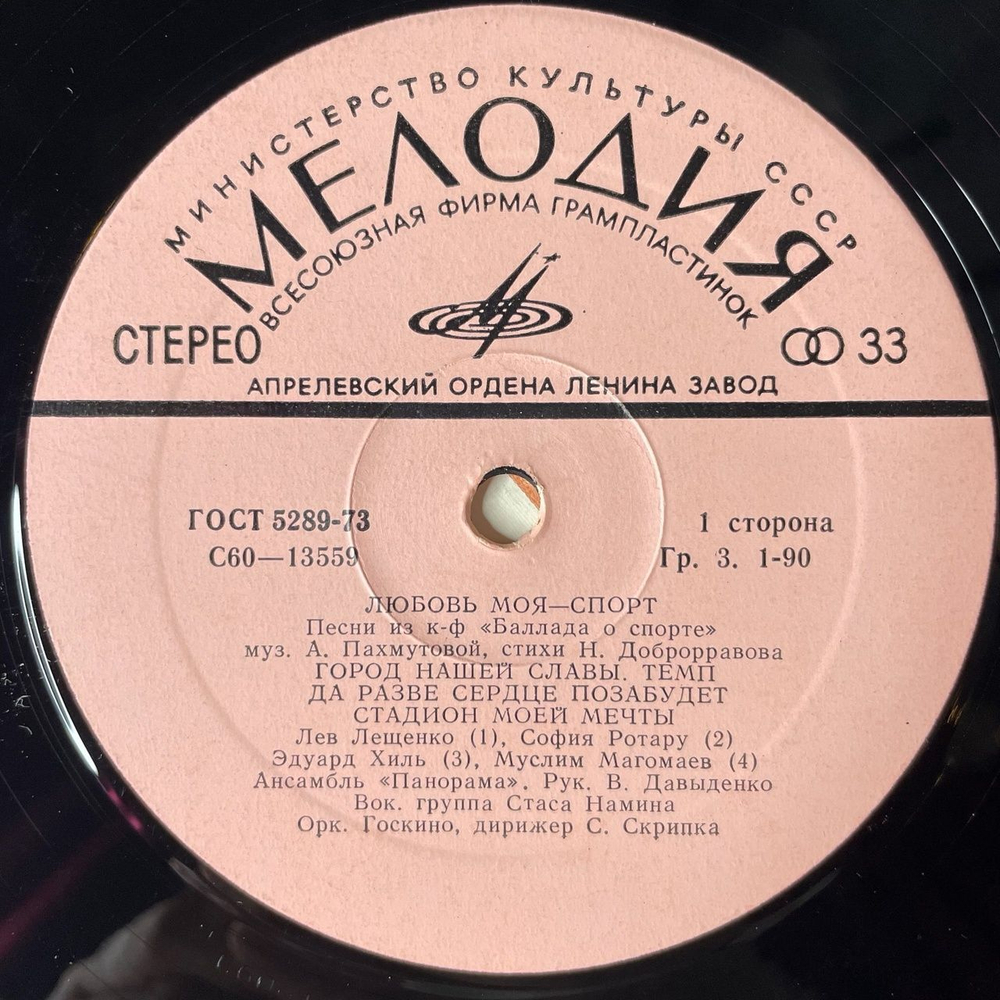 МИНИСТЕРСТВО КУЛЬТУРЫ СССР
МЕЛОДИЯ
ВСЕСОЮЗНАЯ ФИРМА ГРАМПЛАСТИНОК
СТЕРЕО
33
АПРЕЛЕВСКИЙ ОРДЕНА ЛЕНИНА ЗАВОД
ГОСТ 5289-73
1 сторона
С60—13559
Гр. 3. 1-90
ЛЮБОВЬ МОЯ—СПОРТ
Песни из к-ф «Баллада о спорте»
муз. А. Пахмутовой, стихи Н. Доброрравова
ГОРОД НАШЕЙ СЛАВЫ. ТЕМП
ДА РАЗВЕ СЕРДЦЕ ПОЗАБУДЕТ
СТАДИОН МОЕЙ МЕЧТЫ
Лев Лещенко (1), София Ротару (2)
Эдуард Хиль (3), Муслим Магомаев (4)
Ансамбль «Панорама». Рук. В. Давыденко
Вок. группа Стаса Намина
Орк. Госкино, дирижер С. Скрипка